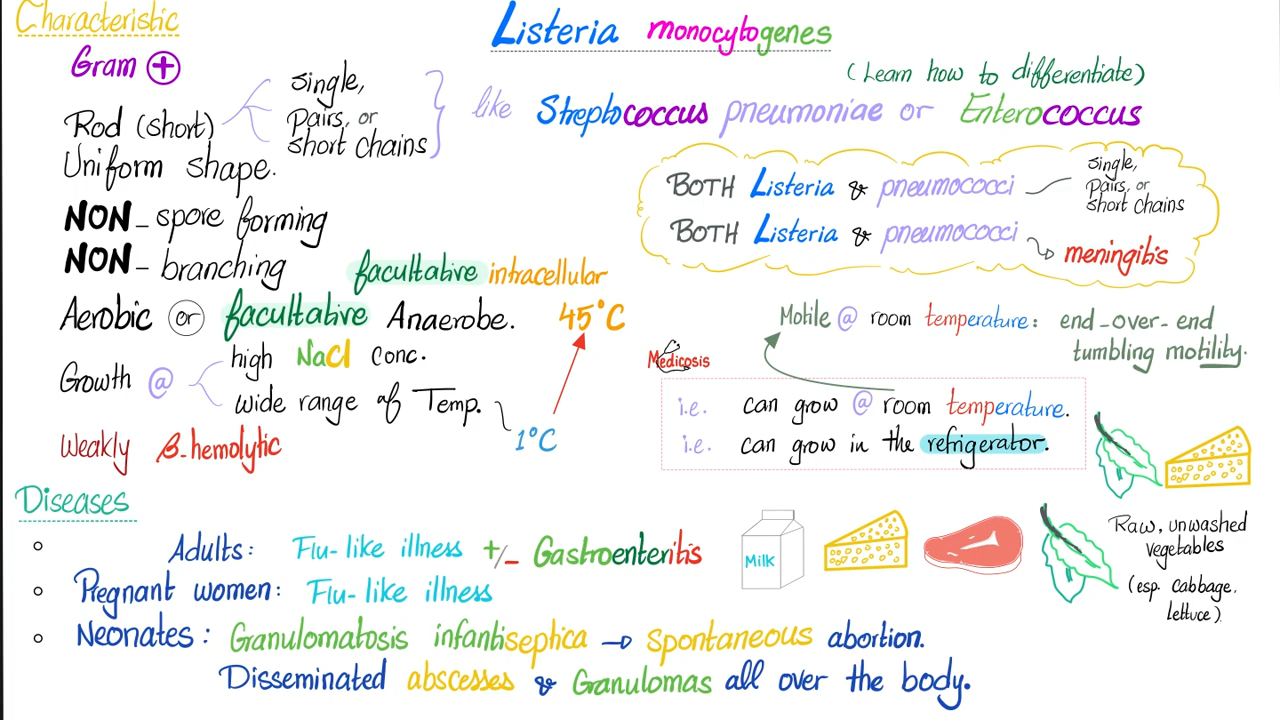 Characteristic
Listeria monocytogenes
Gram +
(Learn how to differentiate)
Rod (short)
single,
Pairs, or
short chains
like Streptococcus pneumoniae or Enterococcus
Uniform shape.
BOTH Listeria & pneumococci
single,
Pairs, or
short chains
BOTH Listeria & pneumococci
meningitis
NON - spore forming
NON - branching
facultative intracellular
Aerobic or facultative Anaerobe.
45°C
Growth @
high NaCl conc.
wide range of Temp.
1°C
Weakly β-hemolytic
Motile @ room temperature: end-over-end
tumbling motility.
Medicosis
i.e. can grow @ room temperature.
i.e. can grow in the refrigerator.
Diseases
Adults: Flu-like illness +/- Gastroenteritis
Milk
Raw, unwashed
vegetables
(esp. cabbage,
lettuce).
Pregnant women: Flu-like illness
Neonates: Granulomatosis infantiseptica → spontaneous abortion.
Disseminated abscesses & Granulomas all over the body.